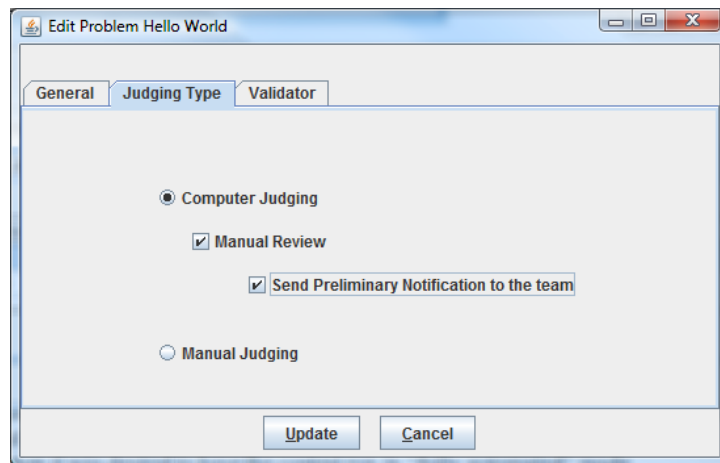 Edit Problem Hello World
General Judging Type Validator
Computer Judging
Manual Review
Send Preliminary Notification to the team
Manual Judging
Update Cancel